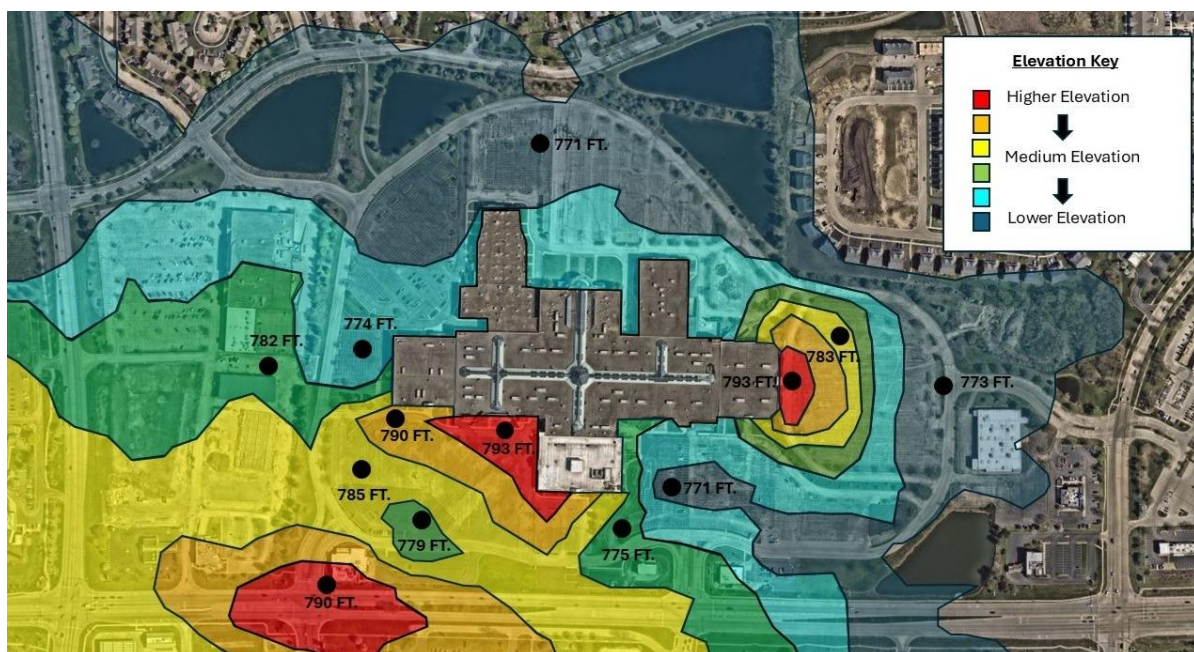 Elevation Key
Higher Elevation
Medium Elevation
Lower Elevation
771 FT.
774 FT.
782 FT.
783 FT.
793 FT.
773 FT.
790 FT.
793 FT.
785 FT.
771 FT.
779 FT.
775 FT.
790 FT.